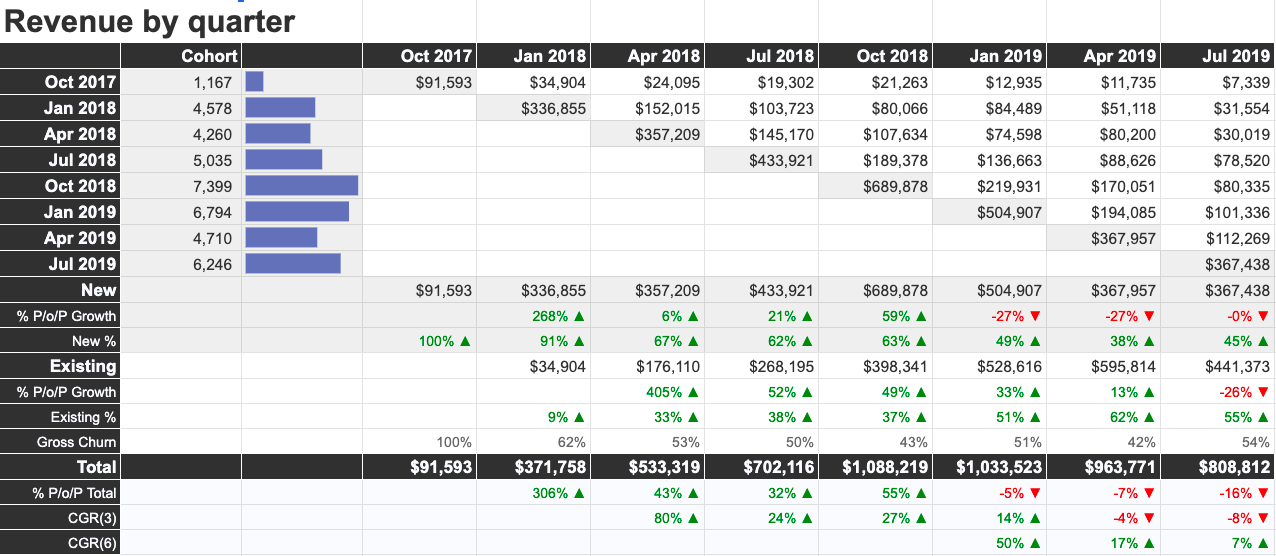 Revenue by quarter
Cohort Oct 2017 Jan 2018 Apr 2018 Jul 2018 Oct 2018 Jan 2019 Apr 2019 Jul 2019
Oct 2017 1,167 $91,593 $34,904 $24,095 $19,302 $21,263 $12,935 $11,735 $7,339
Jan 2018 4,578 $336,855 $152,015 $103,723 $80,066 $84,489 $51,118 $31,554
Apr 2018 4,260 $357,209 $145,170 $107,634 $74,598 $80,200 $30,019
Jul 2018 5,035 $433,921 $189,378 $136,663 $88,626 $78,520
Oct 2018 7,399 $689,878 $219,931 $170,051 $80,335
Jan 2019 6,794 $504,907 $194,085 $101,336
Apr 2019 4,710 $367,957 $112,269
Jul 2019 6,246 $367,438
New $91,593 $336,855 $357,209 $433,921 $689,878 $504,907 $367,957 $367,438
% P/o/P Growth 268% ▲ 6% ▲ 21% ▲ 59% ▲ -27% ▼ -27% ▼ -0% ▼
New % 100% ▲ 91% ▲ 67% ▲ 62% ▲ 63% ▲ 49% ▲ 38% ▲ 45% ▲
Existing $34,904 $176,110 $268,195 $398,341 $528,616 $595,814 $441,373
% P/o/P Growth 405% ▲ 52% ▲ 49% ▲ 33% ▲ 13% ▲ -26% ▼
Existing % 9% ▲ 33% ▲ 38% ▲ 37% ▲ 51% ▲ 62% ▲ 55% ▲
Gross Churn 100% 62% 53% 50% 43% 51% 42% 54%
Total $91,593 $371,758 $533,319 $702,116 $1,088,219 $1,033,523 $963,771 $808,812
% P/o/P Total 306% ▲ 43% ▲ 32% ▲ 55% ▲ -5% ▼ -7% ▼ -16% ▼
CGR(3) 80% ▲ 24% ▲ 27% ▲ 14% ▲ -4% ▼ -8% ▼
CGR(6) 50% ▲ 17% ▲ 7% ▲